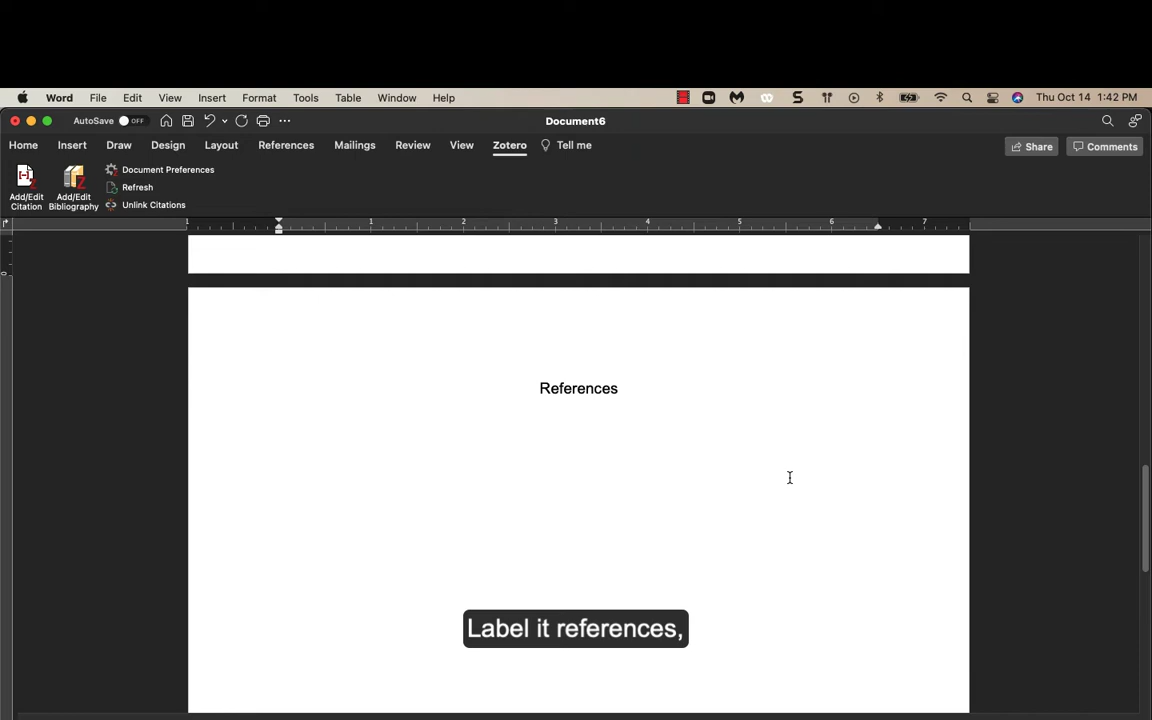 Word File Edit View Insert Format Tools Table Window Help Thu Oct 14 1:42 PM
AutoSave OFF Document6
Home Insert Draw Design Layout References Mailings Review View Zotero Tell me Share Comments
Add/Edit Citation
Add/Edit Bibliography
Document Preferences
Refresh
Unlink Citations
1 1 2 3 4 5 6 7
References
Label it references,